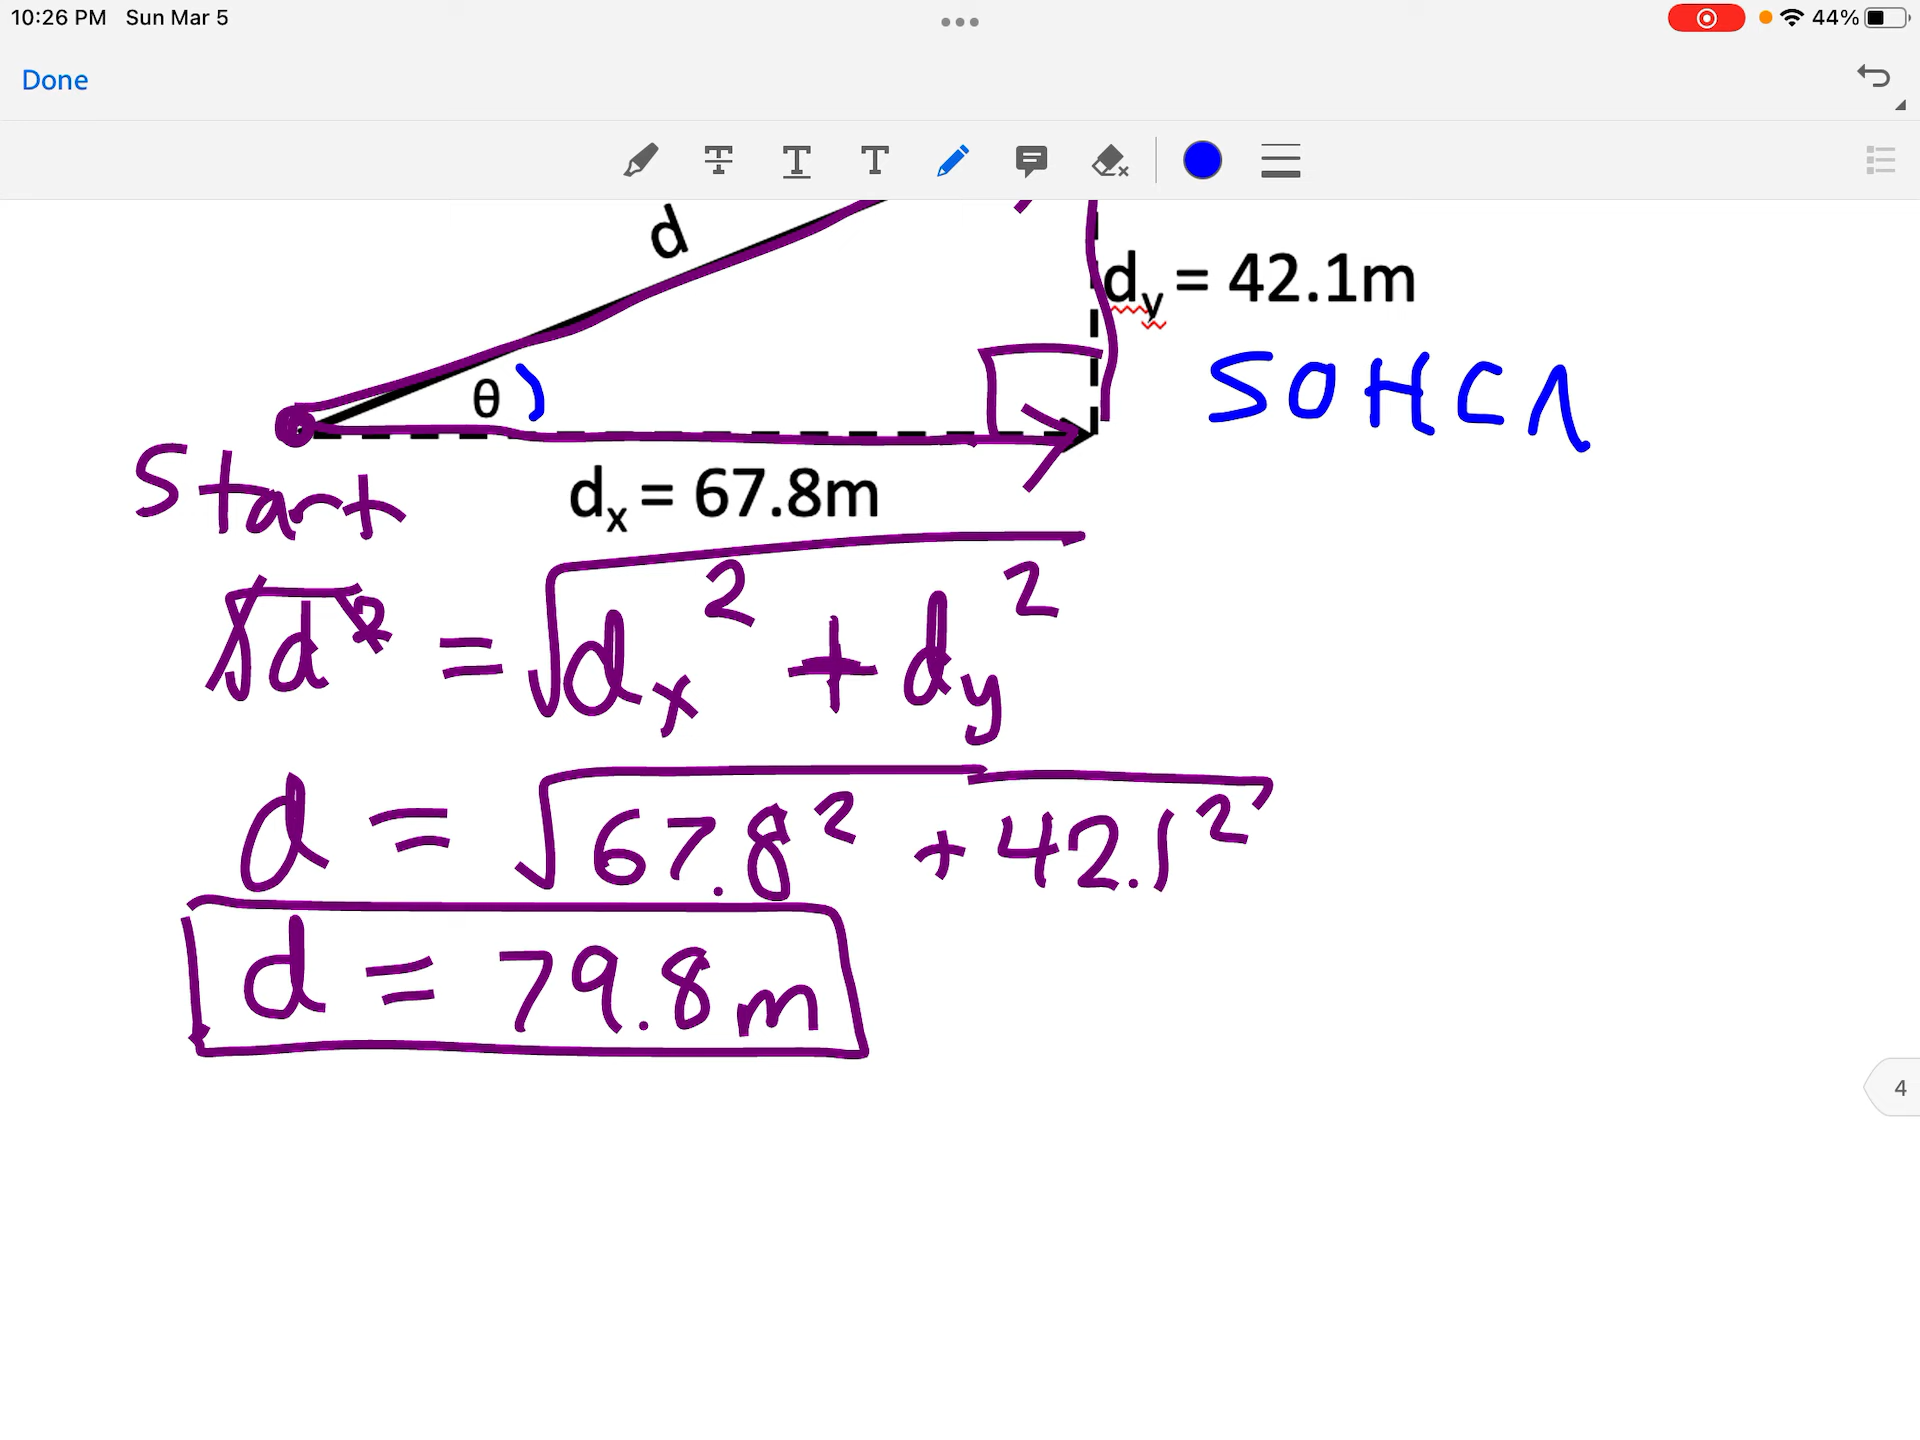 10:26 PM Sun Mar 5
44%
Done
T T T
d
dy = 42.1m
θ )
SOHCA
Start
dx = 67.8m
√d² = √dx² + dy²
d = √67.8² + 42.1²
d = 79.8m
4